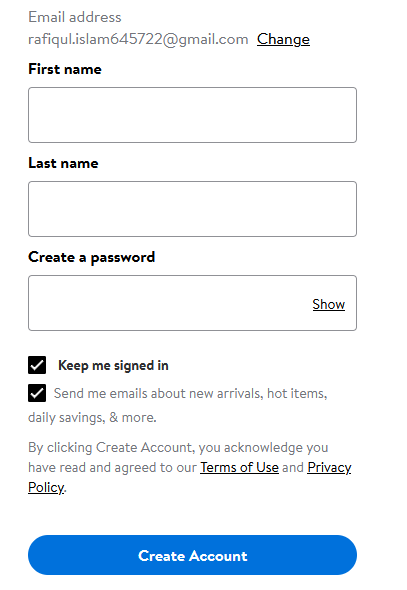 Email address
rafiqul.islam645722@gmail.com Change
First name
Last name
Create a password
Show
Keep me signed in
Send me emails about new arrivals, hot items,
daily savings, & more.
By clicking Create Account, you acknowledge you
have read and agreed to our Terms of Use and Privacy
Policy.
Create Account